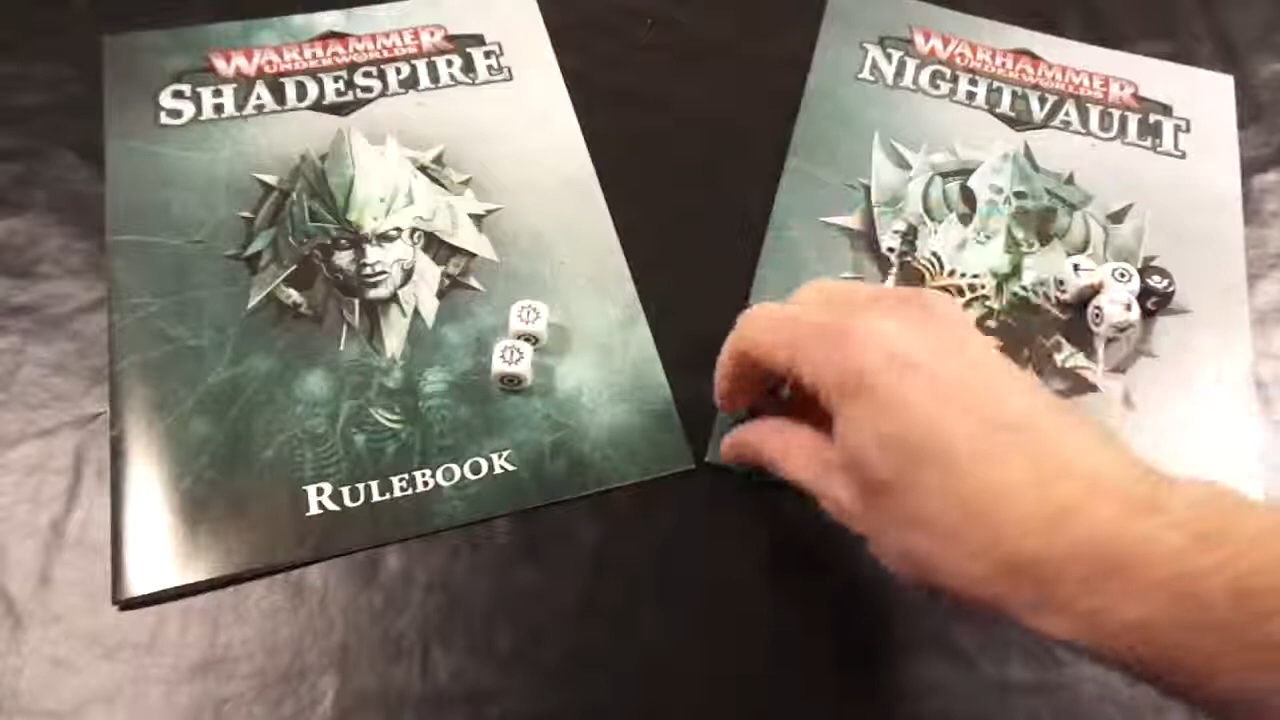 WARHAMMER
UNDERWORLDS
SHADESPIRE
RULEBOOK
WARHAMMER
UNDERWORLDS
NIGHTVAULT